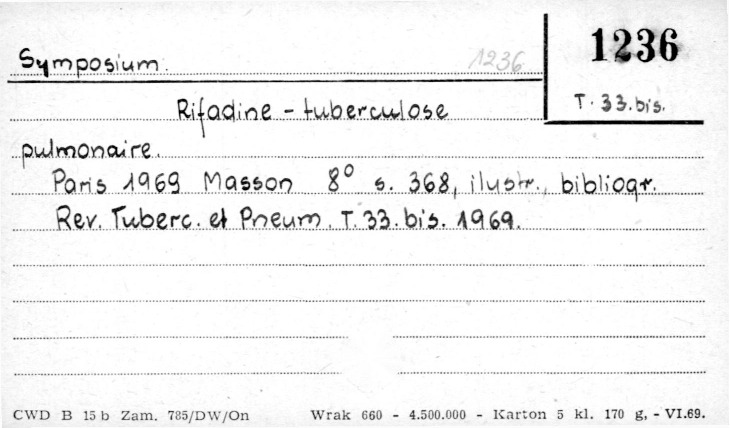 Symposium. 1236 1236
T. 33.bis.
Rifadine - tuberculose
pulmonaire.
Paris 1969 Masson 8° s. 368, ilustr., bibliogr.
Rev. Tuberc. et Pneum. T. 33. bis. 1969.
CWD B 15 b Zam. 785/DW/On Wrak 660 - 4.500.000 - Karton 5 kl. 170 g, - VI.69.